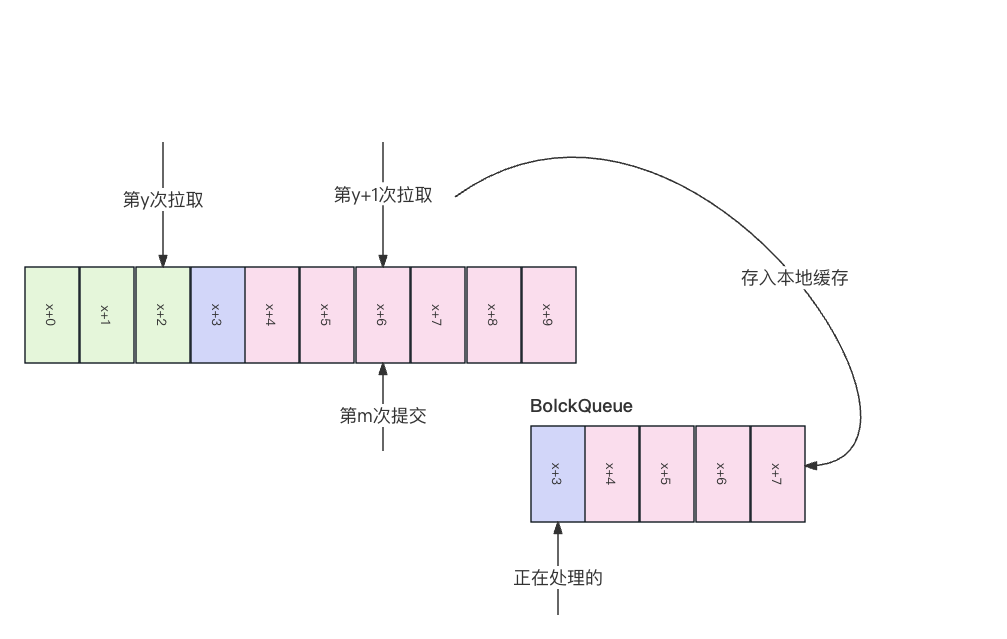 第y次拉取
第y+1次拉取
存入本地缓存
x+0
x+1
x+2
x+3
x+4
x+5
x+6
x+7
x+8
x+9
第m次提交
BolckQueue
x+3
x+4
x+5
x+6
x+7
正在处理的